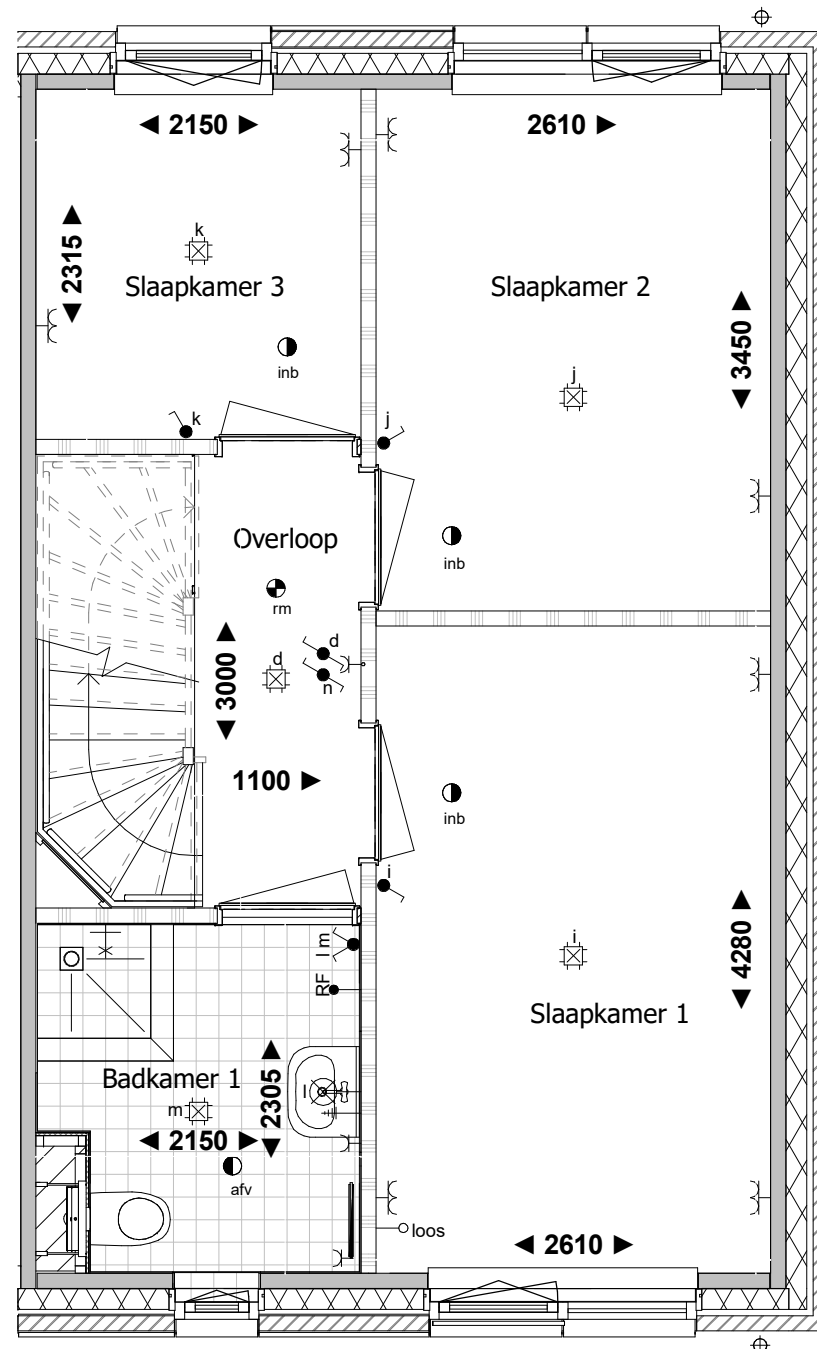 ◄ 2150 ►
2610 ►
◄ 2315 ►
k
Slaapkamer 3
Slaapkamer 2
◄ 3450 ►
inb
j
k
j
Overloop
inb
rm
d
◄ 3000 ►
d
n
1100 ►
inb
i
l m
i
◄ 4280 ►
RF
Slaapkamer 1
Badkamer 1
◄ 2305 ►
l
m
◄ 2150 ►
afv
loos
◄ 2610 ►